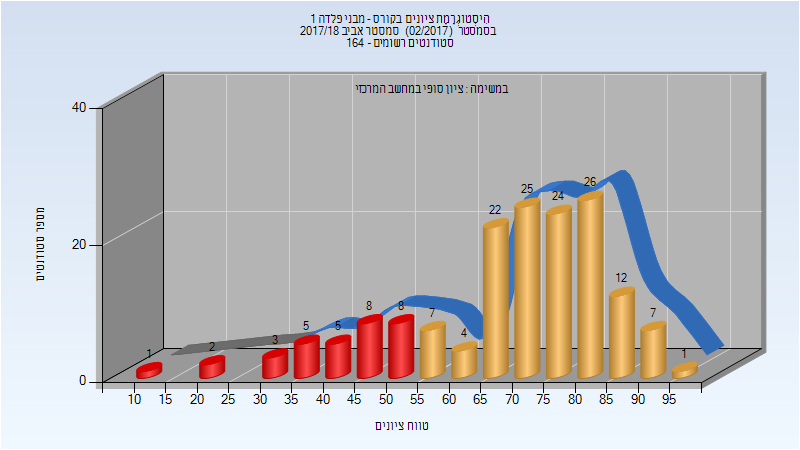 היסטוגרמת ציונים בקורס - מבני פלדה 1
בסמסטר (02/2017) סמסטר אביב 2017/18
סטודנטים רשומים - 164
במשימה : ציון סופי במחשב המרכזי
מספר סטודנטים
40
20
0
1
2
3
5
5
8
8
7
4
22
25
24
26
12
7
1
10 15 20 25 30 35 40 45 50 55 60 65 70 75 80 85 90 95
טווח ציונים